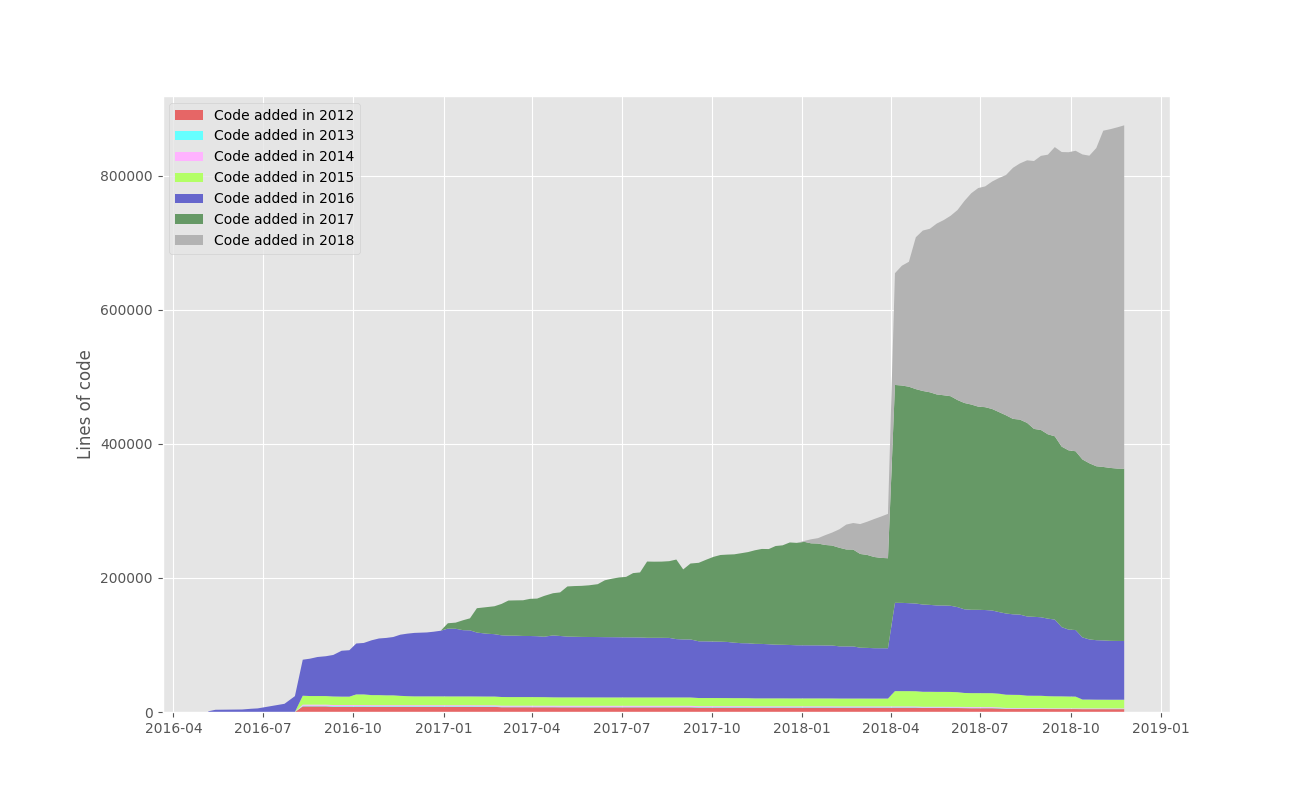 Code added in 2012
Code added in 2013
Code added in 2014
Code added in 2015
Code added in 2016
Code added in 2017
Code added in 2018
800000
600000
400000
200000
0
Lines of code
2016-04 2016-07 2016-10 2017-01 2017-04 2017-07 2017-10 2018-01 2018-04 2018-07 2018-10 2019-01